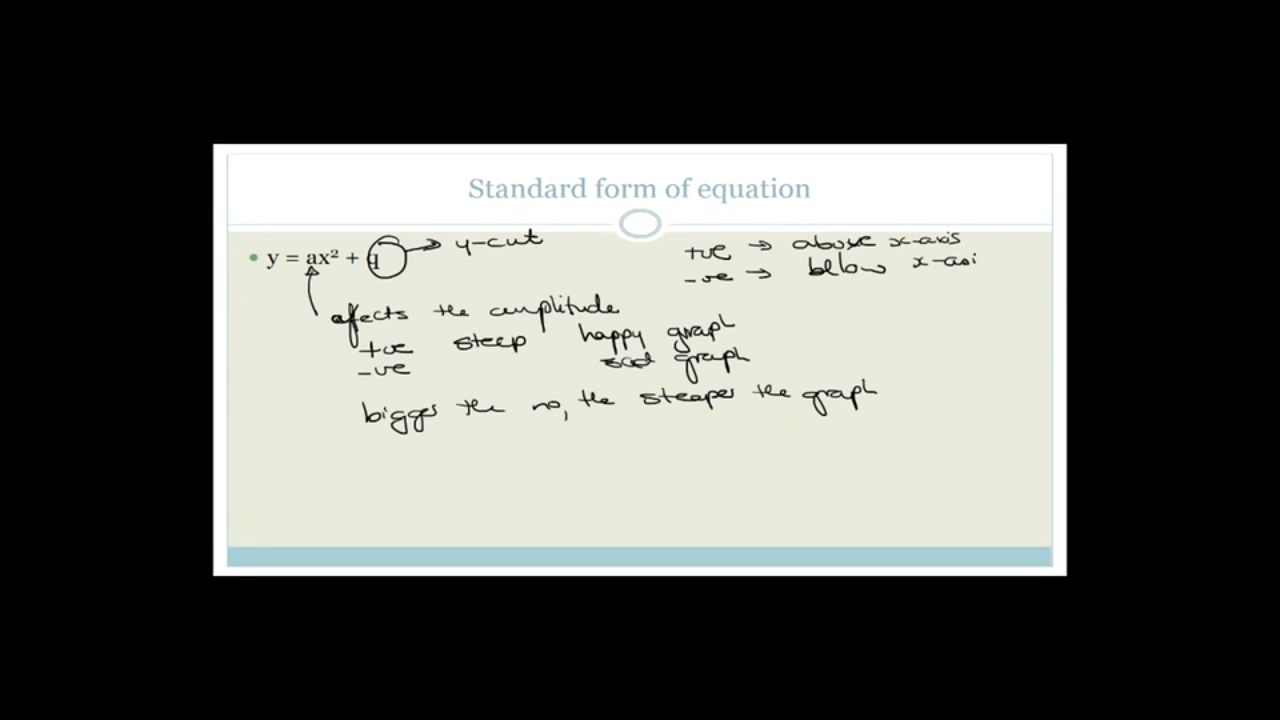 Standard form of equation
y = ax² + q → y-cut
+ve → above x-axis
-ve → below x-axi
affects the amplitude
+ve steep happy graph
-ve sad graph
bigger the no, the steaper the graph